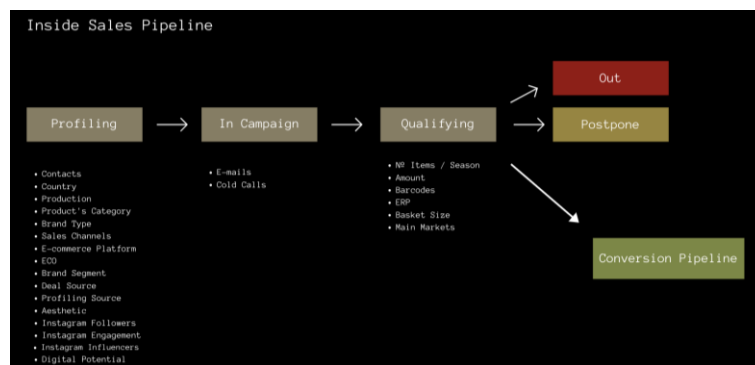 Inside Sales Pipeline
Out
Profiling
In Campaign
Qualifying
Postpone
• Contacts
• Country
• Production
• Product's Category
• Brand Type
• Sales Channels
• E-commerce Platform
• ECO
• Brand Segment
• Deal Source
• Profiling Source
• Aesthetic
• Instagram Followers
• Instagram Engagement
• Instagram Influencers
• Digital Potential
• E-mails
• Cold Calls
• Nº Items / Season
• Amount
• Barcodes
• ERP
• Basket Size
• Main Markets
Conversion Pipeline